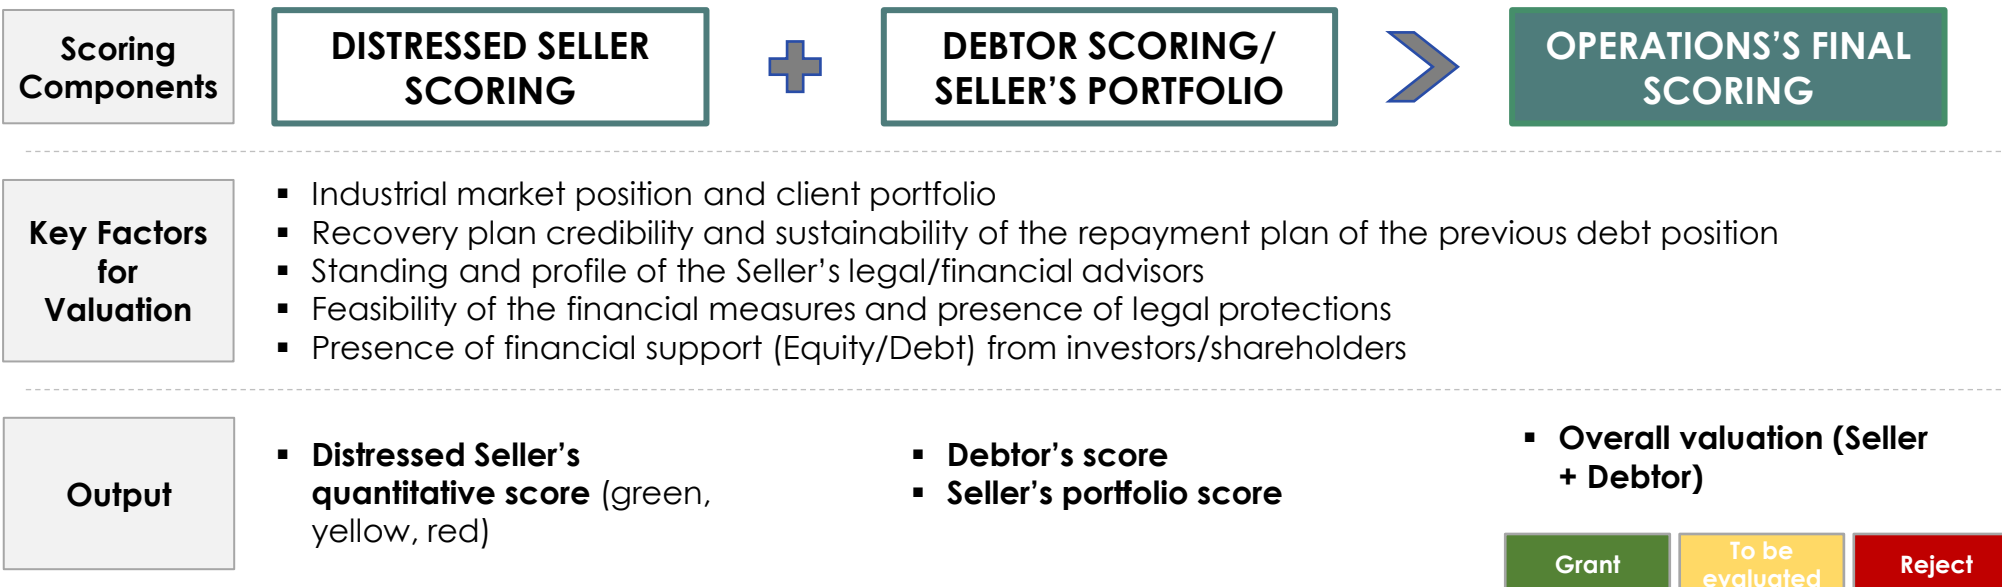 Scoring
Components
DISTRESSED SELLER
SCORING
DEBTOR SCORING/
SELLER’S PORTFOLIO
OPERATIONS’S FINAL
SCORING
Key Factors
for
Valuation
▪ Industrial market position and client portfolio
▪ Recovery plan credibility and sustainability of the repayment plan of the previous debt position
▪ Standing and profile of the Seller’s legal/financial advisors
▪ Feasibility of the financial measures and presence of legal protections
▪ Presence of financial support (Equity/Debt) from investors/shareholders
Output
▪ Distressed Seller’s
quantitative score (green,
yellow, red)
▪ Debtor’s score
▪ Seller’s portfolio score
▪ Overall valuation (Seller
+ Debtor)
Grant
To be
evaluated
Reject